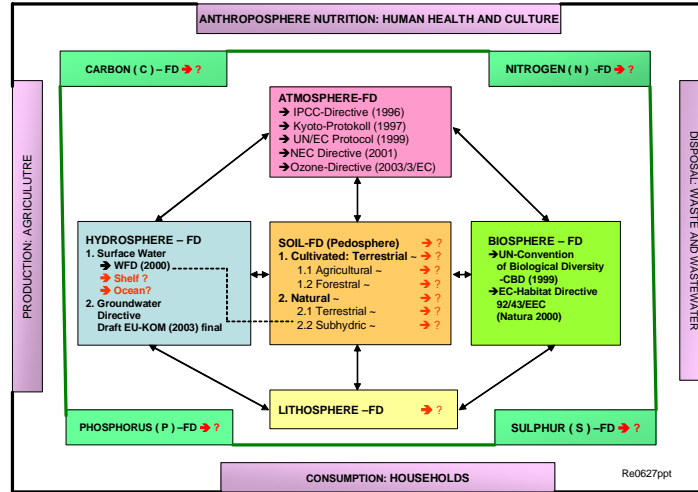 ANTHROPOSPHERE NUTRITION: HUMAN HEALTH AND CULTURE
CARBON ( C ) – FD ➔ ?
NITROGEN ( N ) -FD ➔ ?
ATMOSPHERE-FD
➔ IPCC-Directive (1996)
➔ Kyoto-Protokoll (1997)
➔ UN/EC Protocol (1999)
➔NEC Directive (2001)
➔Ozone-Directive (2003/3/EC)
PRODUCTION: AGRICULUTRE
DISPOSAL: WASTE AND WASTEWATER
HYDROSPHERE – FD
1. Surface Water
➔ WFD (2000)
➔ Shelf ?
➔ Ocean?
2. Groundwater
Directive
Draft EU-KOM (2003) final
SOIL-FD (Pedosphere) ➔ ?
1. Cultivated: Terrestrial ~ ➔ ?
1.1 Agricultural ~ ➔ ?
1.2 Forestral ~ ➔ ?
2. Natural ~ ➔ ?
2.1 Terrestrial ~ ➔ ?
2.2 Subhydric ~ ➔ ?
BIOSPHERE – FD
➔UN-Convention
of Biological Diversity
-CBD (1999)
➔EC-Habitat Directive
92/43/EEC
(Natura 2000)
LITHOSPHERE –FD ➔ ?
PHOSPHORUS ( P ) –FD ➔ ?
SULPHUR ( S ) –FD ➔ ?
CONSUMPTION: HOUSEHOLDS
Re0627ppt